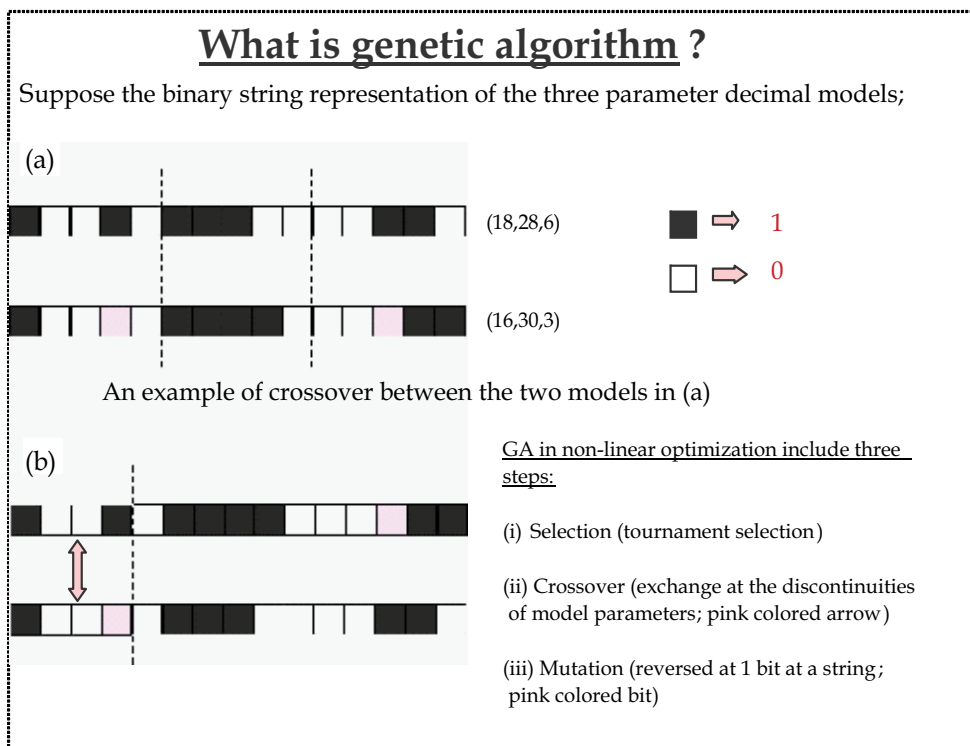 What is genetic algorithm ?
Suppose the binary string representation of the three parameter decimal models;
(a)
(18,28,6)
1
0
(16,30,3)
An example of crossover between the two models in (a)
(b)
GA in non-linear optimization include three
steps:
(i) Selection (tournament selection)
(ii) Crossover (exchange at the discontinuities
of model parameters; pink colored arrow)
(iii) Mutation (reversed at 1 bit at a string;
pink colored bit)